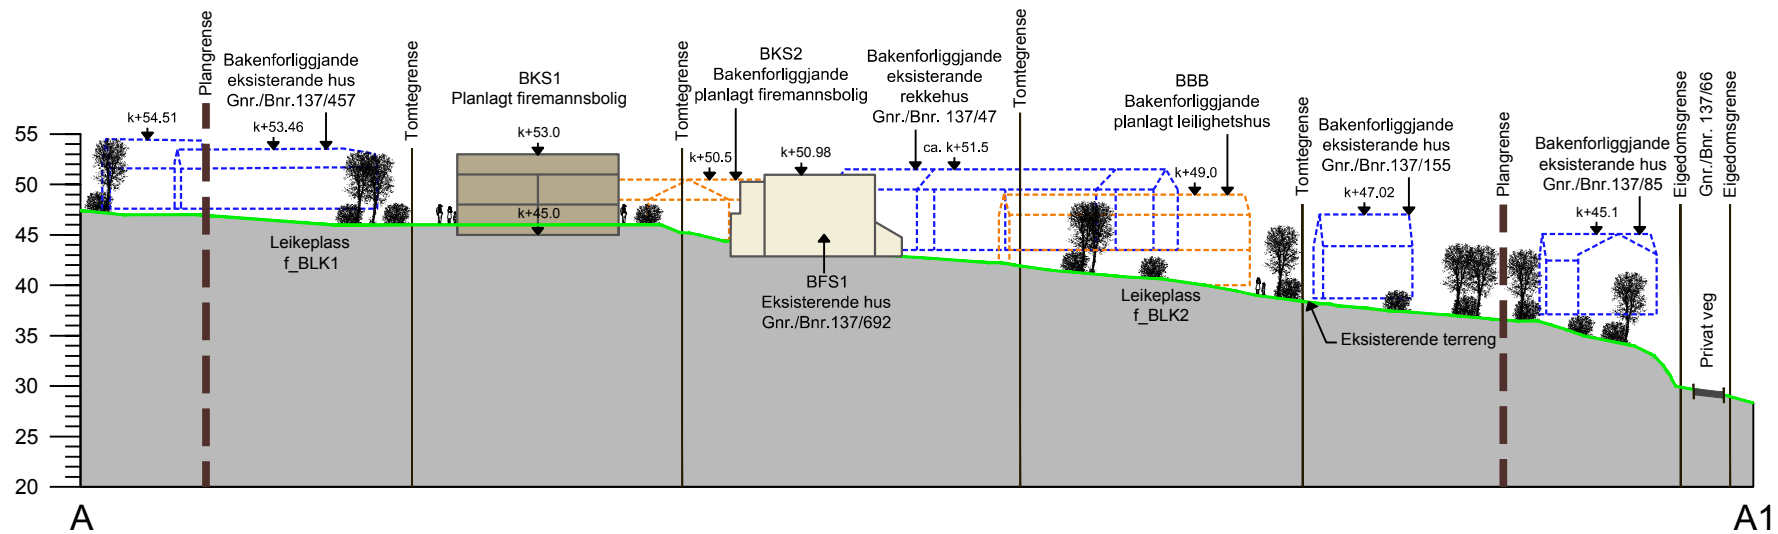 Plangrense
Bakenforliggjande
eksisterande hus
Gnr./Bnr.137/457
k+54.51
k+53.46
Tomtegrense
BKS1
Planlagt firemannsbolig
k+53.0
k+45.0
Tomtegrense
BKS2
Bakenforliggjande
planlagt firemannsbolig
k+50.5
k+50.98
Bakenforliggjande
eksisterande
rekkehus
Gnr./Bnr. 137/47
ca. k+51.5
Tomtegrense
BBB
Bakenforliggjande
planlagt leilighetshus
k+49.0
Tomtegrense
Bakenforliggjande
eksisterande hus
Gnr./Bnr.137/155
k+47.02
Plangrense
Bakenforliggjande
eksisterande hus
Gnr./Bnr.137/85
k+45.1
Eigedomsgrense
Gnr./Bnr. 137/66
Eigedomsgrense
Privat veg
Leikeplass
f_BLK1
BFS1
Eksisterende hus
Gnr./Bnr.137/692
Leikeplass
f_BLK2
Eksisterende terreng
55
50
45
40
35
30
25
20
A
A1